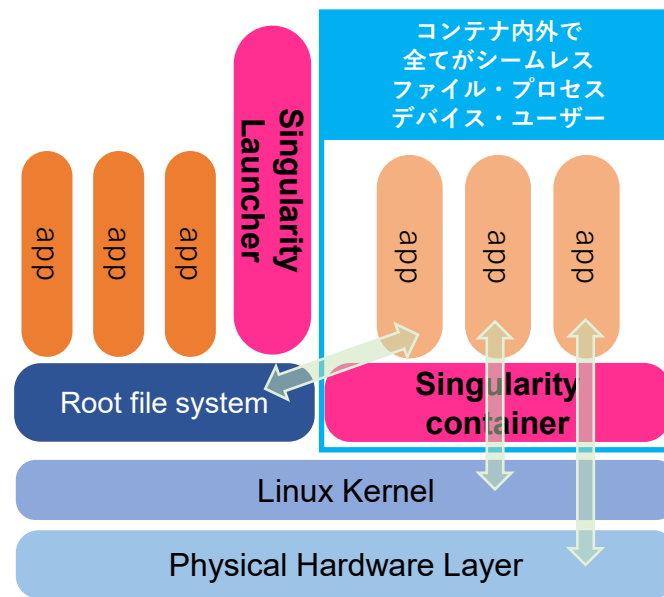 コンテナ内外で
全てがシームレス
ファイル・プロセス
デバイス・ユーザー
Singularity
Launcher
app
app
app
app
app
app
Root file system
Singularity
container
Linux Kernel
Physical Hardware Layer